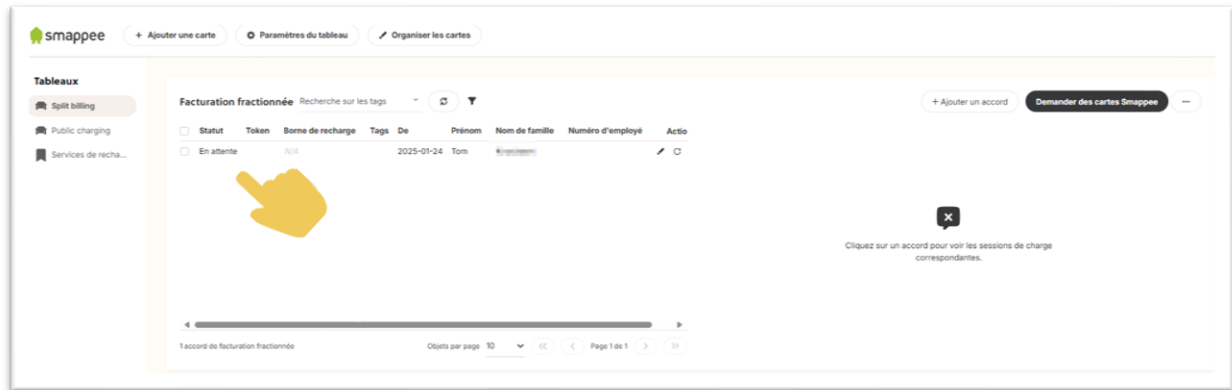 smappee
+ Ajouter une carte
Paramètres du tableau
Organiser les cartes
Tableaux
Split billing
Public charging
Services de recha...
Facturation fractionnée
Recherche sur les tags
+ Ajouter un accord
Demander des cartes Smappee
...
Statut Token Borne de recharge Tags De Prénom Nom de famille Numéro d'employé Actio
En attente N/A 2025-01-24 Tom
Cliquez sur un accord pour voir les sessions de charge
correspondantes.
1 accord de facturation fractionnée
Objets par page 10
Page 1 de 1